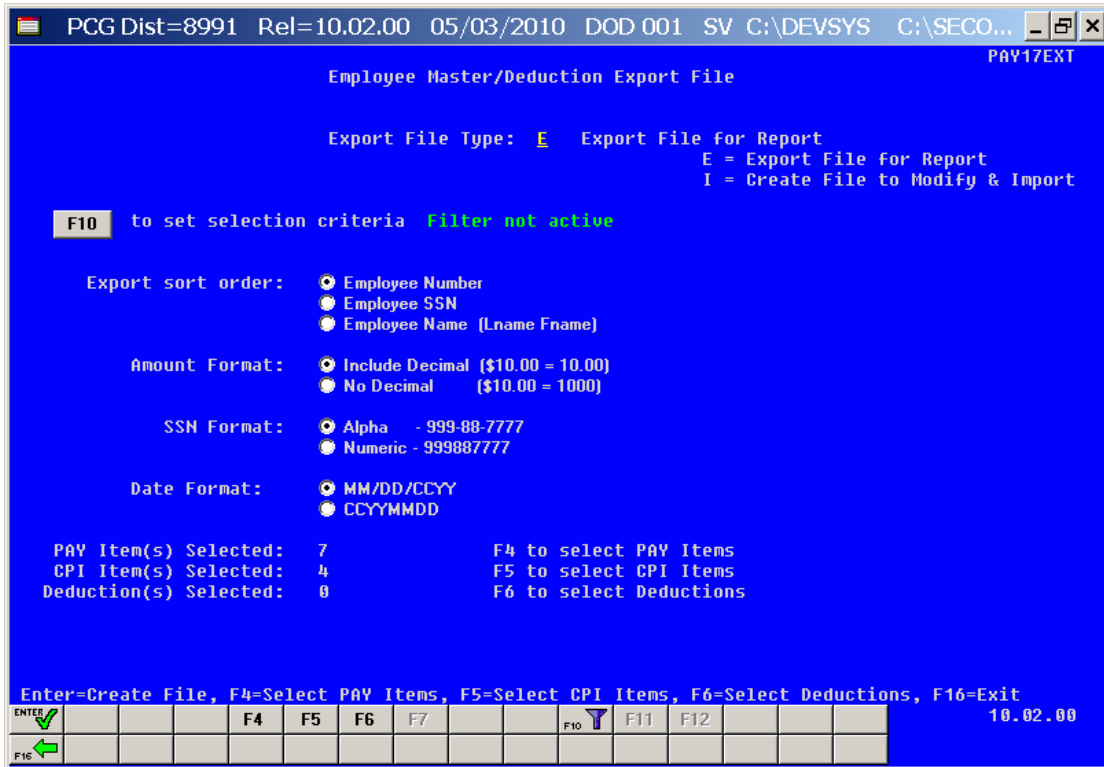 PCG Dist=8991 Rel=10.02.00 05/03/2010 DOD 001 SV C:\DEVSYS C:\SECO...
PAY17EXT
Employee Master/Deduction Export File
Export File Type: E Export File for Report
E = Export File for Report
I = Create File to Modify & Import
F10 to set selection criteria Filter not active
Export sort order: Employee Number
Employee SSN
Employee Name (Lname Fname)
Amount Format: Include Decimal ($10.00 = 10.00)
No Decimal ($10.00 = 1000)
SSN Format: Alpha - 999-88-7777
Numeric - 999887777
Date Format: MM/DD/CCYY
CCYYMMDD
PAY Item(s) Selected: 7 F4 to select PAY Items
CPI Item(s) Selected: 4 F5 to select CPI Items
Deduction(s) Selected: 0 F6 to select Deductions
Enter=Create File, F4=Select PAY Items, F5=Select CPI Items, F6=Select Deductions, F16=Exit
ENTER F4 F5 F6 F7 F10 F11 F12 10.02.00
F16